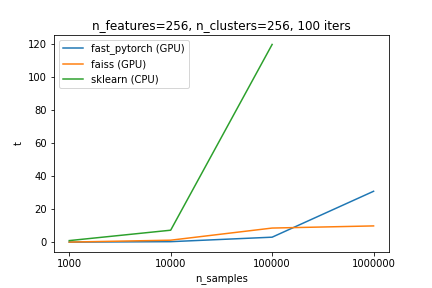 n_features=256, n_clusters=256, 100 iters
fast_pytorch (GPU)
faiss (GPU)
sklearn (CPU)
120
100
80
60
40
20
0
t
1000
10000
100000
1000000
n_samples